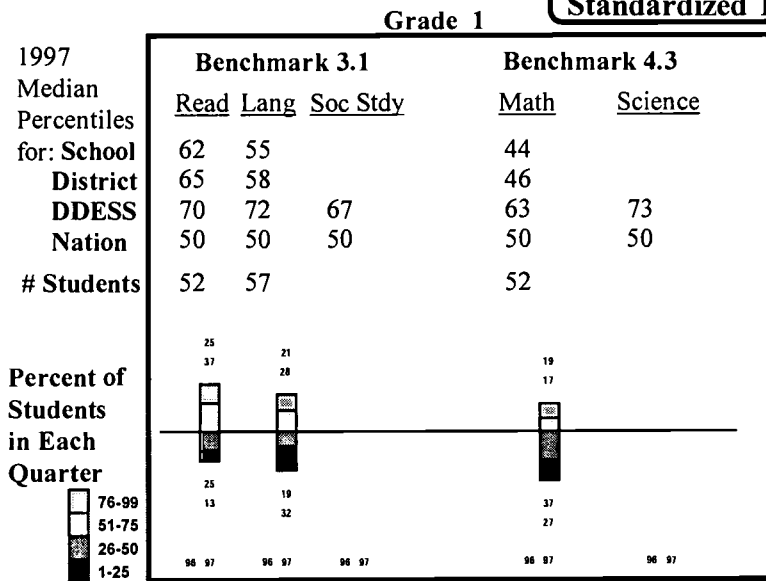 Standardized
Grade 1
1997 Median Percentiles for:
Benchmark 3.1 Benchmark 4.3
Read Lang Soc Stdy Math Science
School 62 55 44
District 65 58 46
DDESS 70 72 67 63 73
Nation 50 50 50 50 50
# Students 52 57 52
25 21 19
37 28 17
Percent of
Students
in Each
Quarter
25 19 37
13 32 27
76-99
51-75
26-50
1-25
96 97 96 97 96 97 96 97 96 97